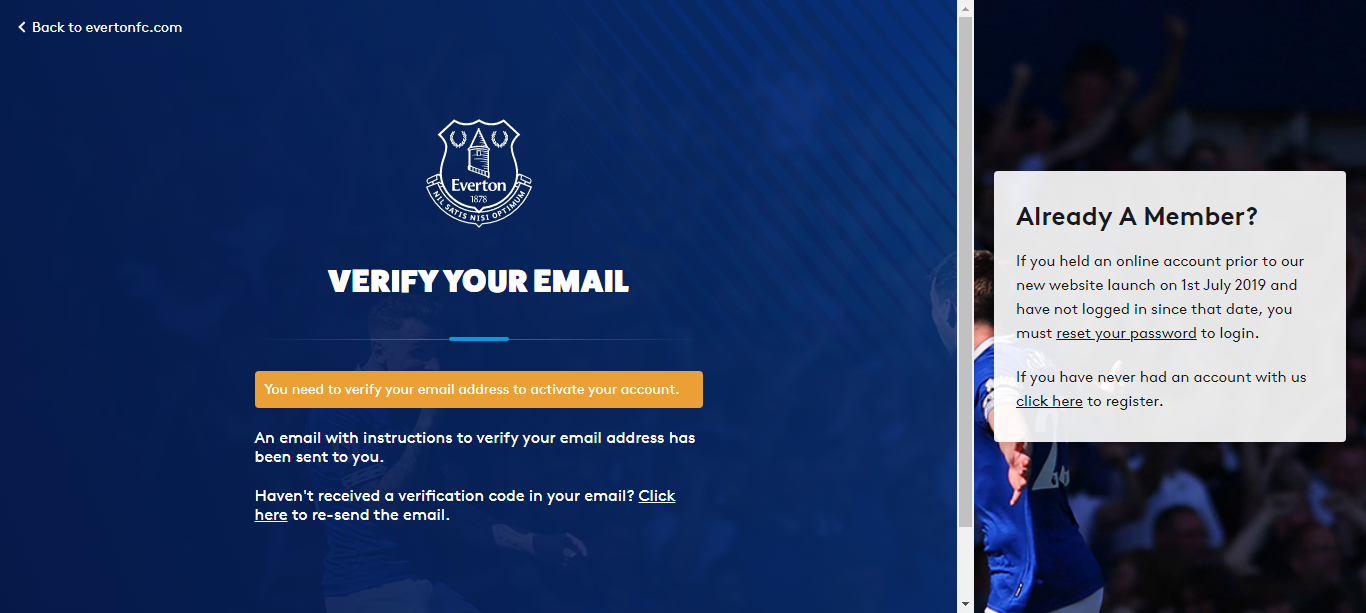 Back to evertonfc.com
Everton
1878
NIL SATIS NISI OPTIMUM
VERIFY YOUR EMAIL
You need to verify your email address to activate your account.
An email with instructions to verify your email address has
been sent to you.
Haven't received a verification code in your email? Click
here to re-send the email.
Already A Member?
If you held an online account prior to our
new website launch on 1st July 2019 and
have not logged in since that date, you
must reset your password to login.
If you have never had an account with us
click here to register.
2